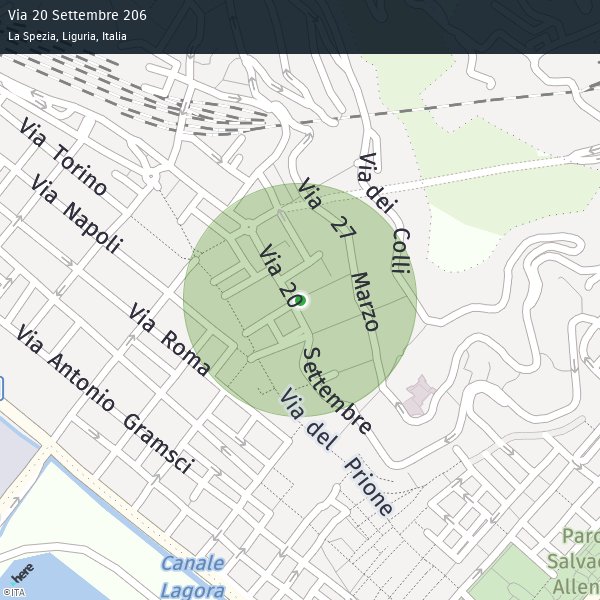 Via 20 Settembre 206
La Spezia, Liguria, Italia
Via Torino
Via Napoli
Via dei Colli
Via 27 Marzo
Via 20 Settembre
Via Roma
Via Antonio Gramsci
Via del Prione
Canale
Lagora
Parc
Salvad
Allen
here
©ITA